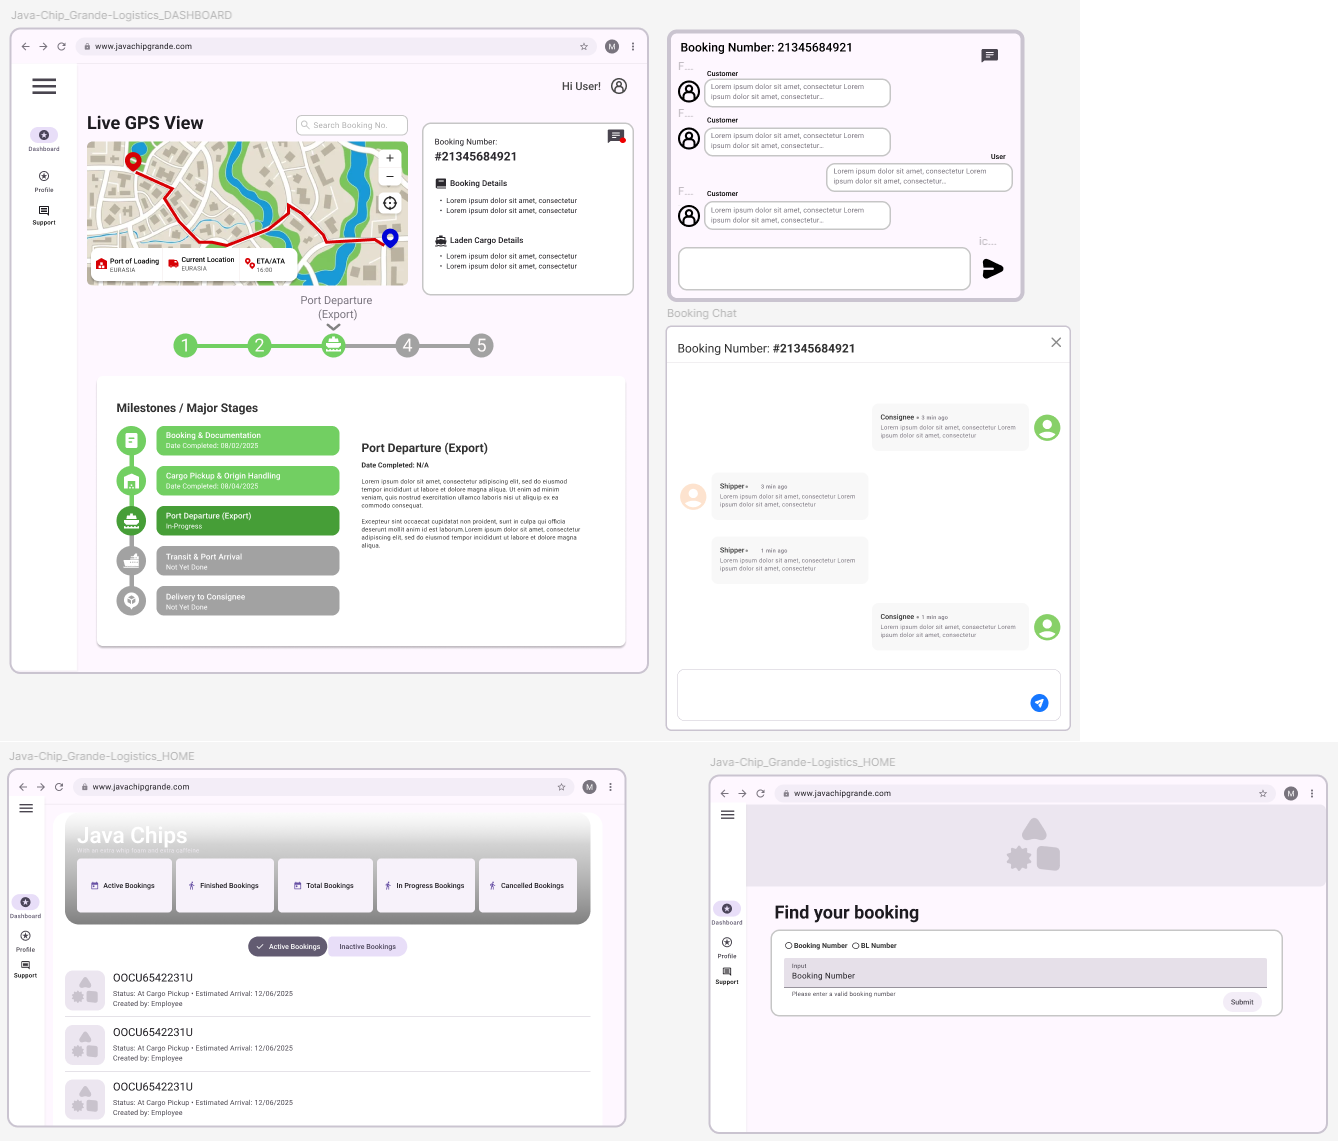 Java-Chip_Grande-Logistics_DASHBOARD
www.javachipgrande.com
M
Hi User!
Dashboard
Profile
Support
Live GPS View
Search Booking No.
+
−
Port of Loading
EURASIA
Current Location
EURASIA
ETA/ATA
16:00
Booking Number:
#21345684921
Booking Details
• Lorem ipsum dolor sit amet, consectetur
• Lorem ipsum dolor sit amet, consectetur
Laden Cargo Details
• Lorem ipsum dolor sit amet, consectetur
• Lorem ipsum dolor sit amet, consectetur
Port Departure
(Export)
1 2 4 5
Milestones / Major Stages
Booking & Documentation
Date Completed: 08/02/2025
Cargo Pickup & Origin Handling
Date Completed: 08/04/2025
Port Departure (Export)
In-Progress
Transit & Port Arrival
Not Yet Done
Delivery to Consignee
Not Yet Done
Port Departure (Export)
Date Completed: N/A
Lorem ipsum dolor sit amet, consectetur adipiscing elit, sed do eiusmod
tempor incididunt ut labore et dolore magna aliqua. Ut enim ad minim
veniam, quis nostrud exercitation ullamco laboris nisi ut aliquip ex ea
commodo consequat.
Excepteur sint occaecat cupidatat non proident, sunt in culpa qui officia
deserunt mollit anim id est laborum.Lorem ipsum dolor sit amet, consectetur
adipiscing elit, sed do eiusmod tempor incididunt ut labore et dolore magna
aliqua.
Booking Number: 21345684921
F...
Customer
Lorem ipsum dolor sit amet, consectetur Lorem
ipsum dolor sit amet, consectetur...
F...
Customer
Lorem ipsum dolor sit amet, consectetur Lorem
ipsum dolor sit amet, consectetur...
User
Lorem ipsum dolor sit amet, consectetur Lorem
ipsum dolor sit amet, consectetur...
F...
Customer
Lorem ipsum dolor sit amet, consectetur Lorem
ipsum dolor sit amet, consectetur...
ic...
Booking Chat
Booking Number: #21345684921
Consignee • 3 min ago
Lorem ipsum dolor sit amet, consectetur Lorem
ipsum dolor sit amet, consectetur
Shipper • 3 min ago
Lorem ipsum dolor sit amet, consectetur Lorem
ipsum dolor sit amet, consectetur
Shipper • 1 min ago
Lorem ipsum dolor sit amet, consectetur Lorem
ipsum dolor sit amet, consectetur
Consignee • 1 min ago
Lorem ipsum dolor sit amet, consectetur Lorem
ipsum dolor sit amet, consectetur
Java-Chip_Grande-Logistics_HOME
www.javachipgrande.com
M
Dashboard
Profile
Support
Java Chips
Active Bookings
Finished Bookings
Total Bookings
In Progress Bookings
Cancelled Bookings
Active Bookings
Inactive Bookings
OOCU6542231U
Status: At Cargo Pickup • Estimated Arrival: 12/06/2025
Created by: Employee
OOCU6542231U
Status: At Cargo Pickup • Estimated Arrival: 12/06/2025
Created by: Employee
OOCU6542231U
Status: At Cargo Pickup • Estimated Arrival: 12/06/2025
Created by: Employee
Java-Chip_Grande-Logistics_HOME
www.javachipgrande.com
M
Dashboard
Profile
Support
Find your booking
Booking Number
BL Number
Input
Booking Number
Please enter a valid booking number
Submit